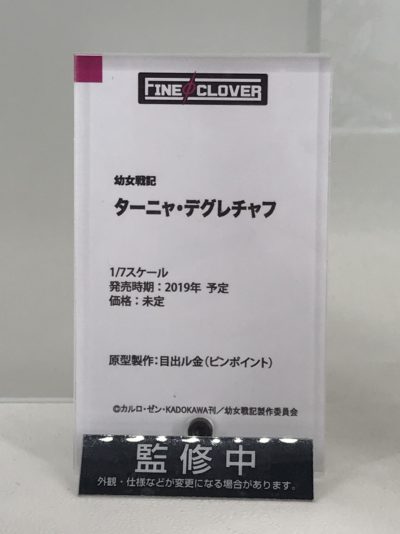 FINE CLOVER
幼女戦記
ターニャ・デグレチャフ
1/7スケール
発売時期：2019年 予定
価格：未定
原型製作：目出ル金（ピンポイント）
©カルロ・ゼン・KADOKAWA刊／幼女戦記製作委員会
監修中
外観・仕様などが変更になる場合があります。